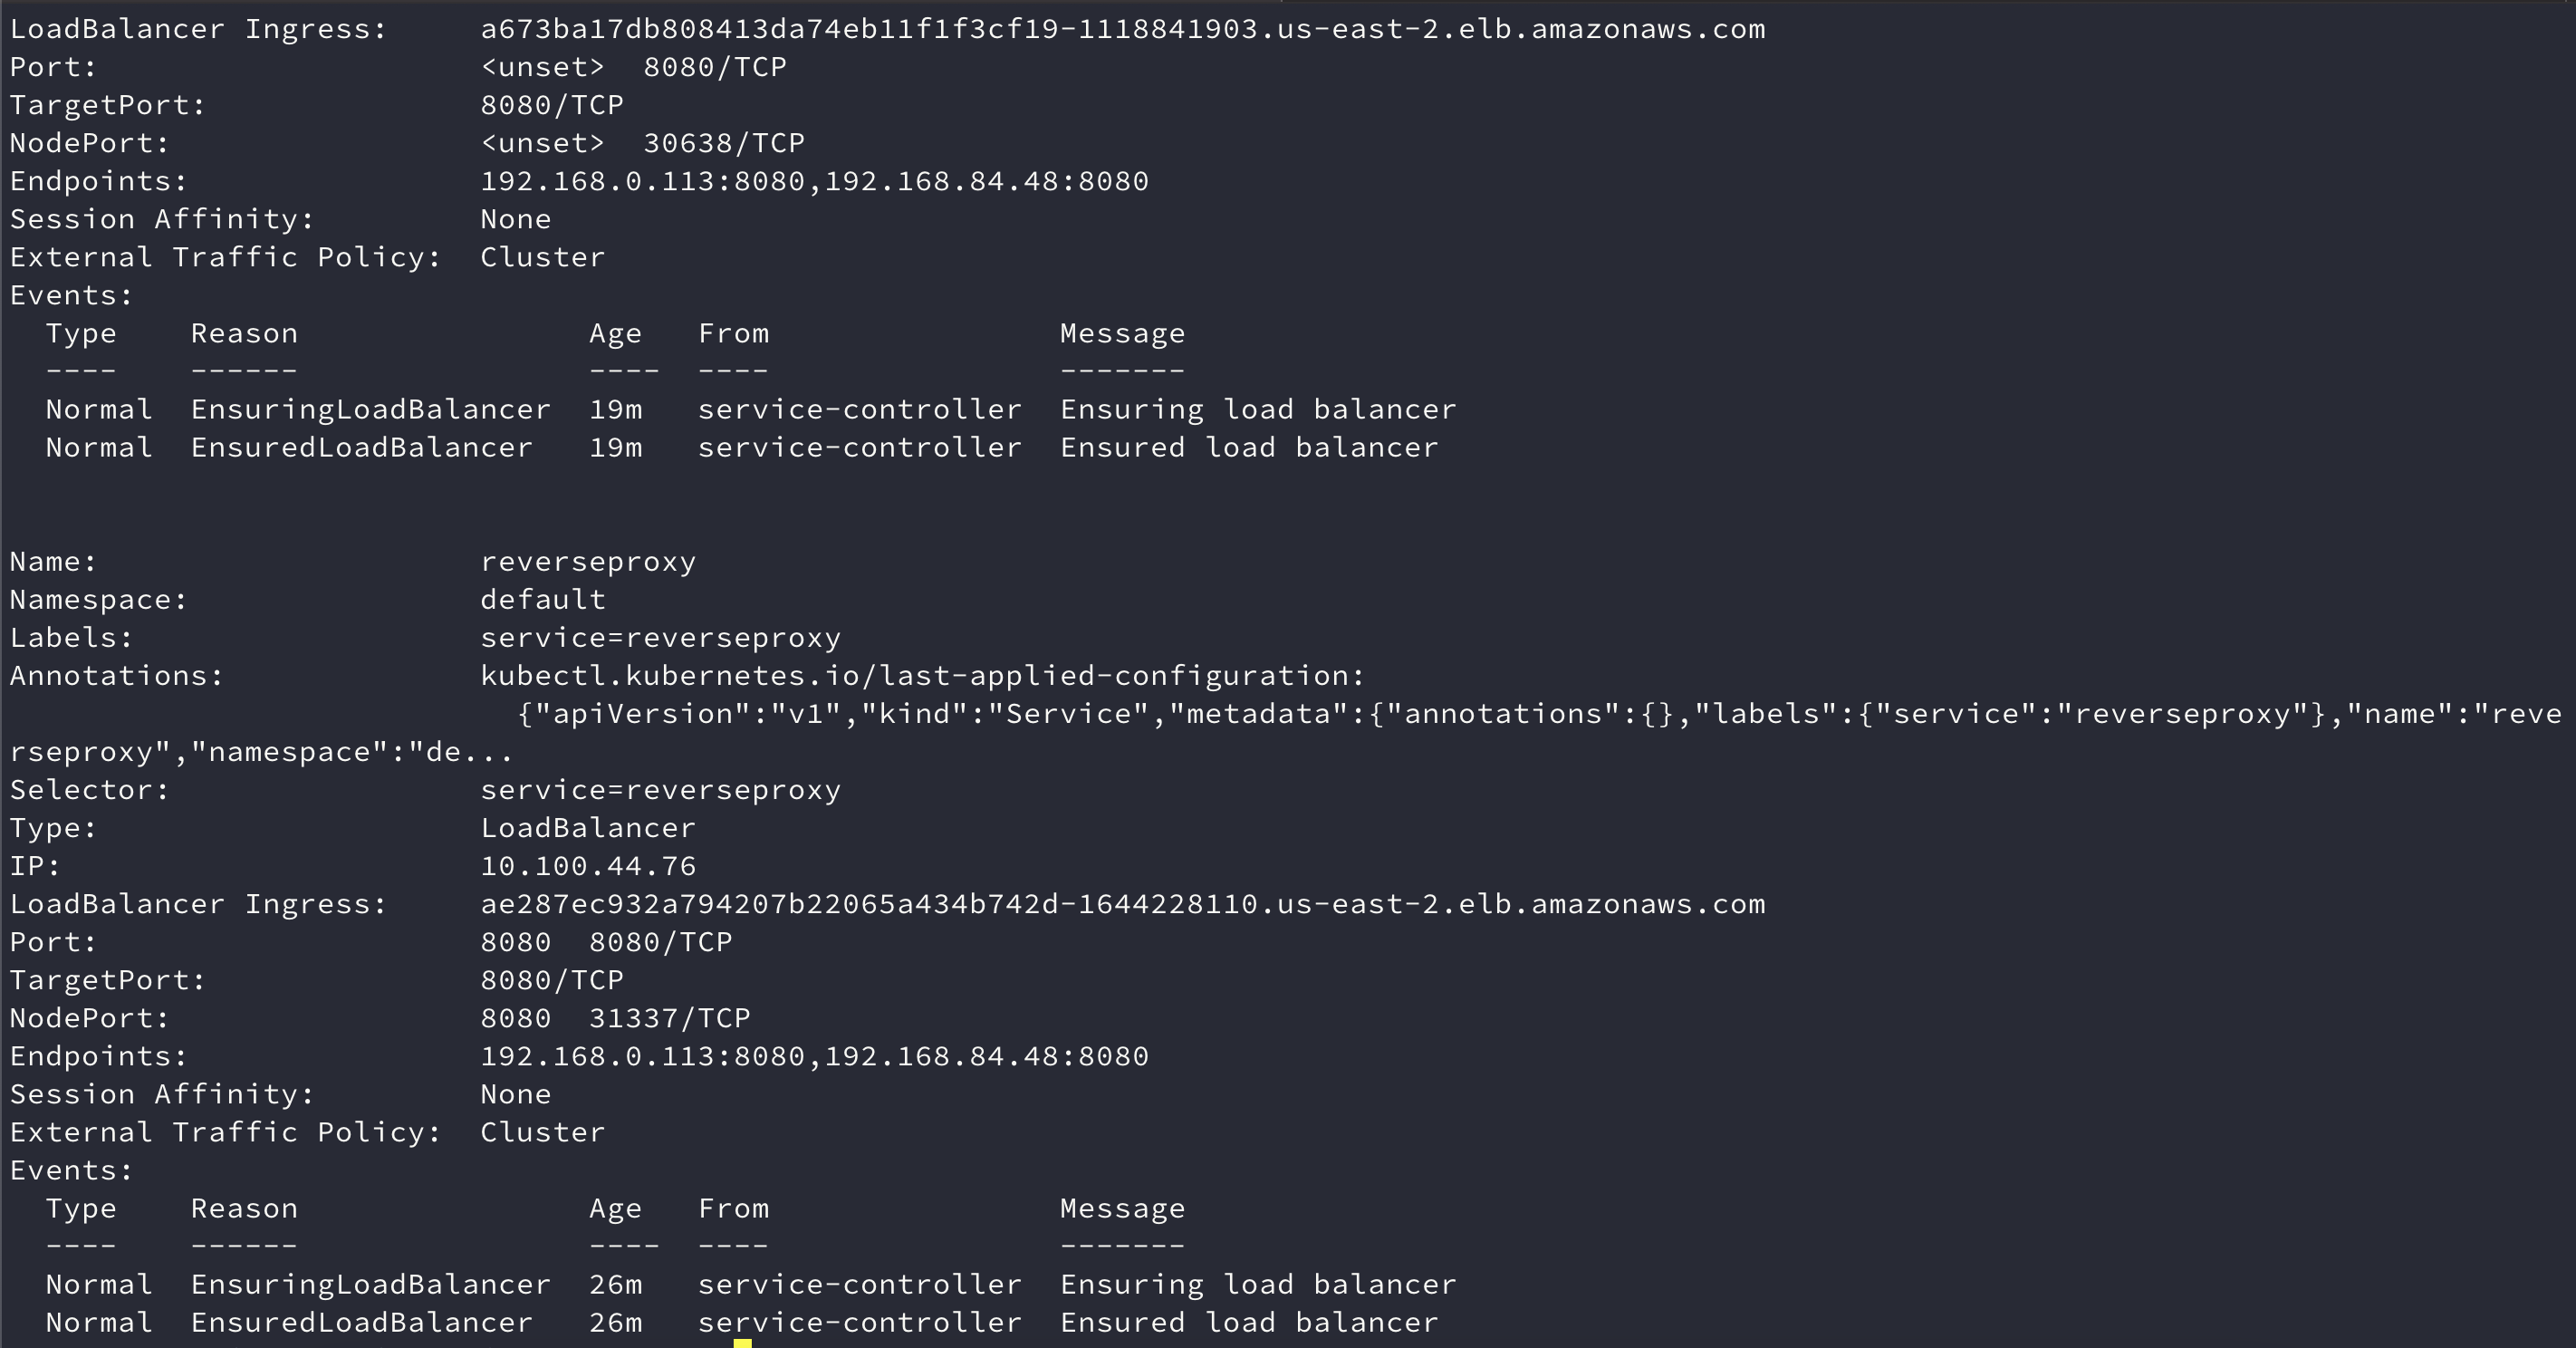 LoadBalancer Ingress:     a673ba17db808413da74eb11f1f3cf19-1118841903.us-east-2.elb.amazonaws.com
Port:                     <unset>  8080/TCP
TargetPort:               8080/TCP
NodePort:                 <unset>  30638/TCP
Endpoints:                192.168.0.113:8080,192.168.84.48:8080
Session Affinity:         None
External Traffic Policy:  Cluster
Events:
  Type    Reason                Age   From                Message
  ----    ------                ----  ----                -------
  Normal  EnsuringLoadBalancer  19m   service-controller  Ensuring load balancer
  Normal  EnsuredLoadBalancer   19m   service-controller  Ensured load balancer
Name:                     reverseproxy
Namespace:                default
Labels:                   service=reverseproxy
Annotations:              kubectl.kubernetes.io/last-applied-configuration:
                            {"apiVersion":"v1","kind":"Service","metadata":{"annotations":{},"labels":{"service":"reverseproxy"},"name":"reve
rseproxy","namespace":"de...
Selector:                 service=reverseproxy
Type:                     LoadBalancer
IP:                       10.100.44.76
LoadBalancer Ingress:     ae287ec932a794207b22065a434b742d-1644228110.us-east-2.elb.amazonaws.com
Port:                     8080  8080/TCP
TargetPort:               8080/TCP
NodePort:                 8080  31337/TCP
Endpoints:                192.168.0.113:8080,192.168.84.48:8080
Session Affinity:         None
External Traffic Policy:  Cluster
Events:
  Type    Reason                Age   From                Message
  ----    ------                ----  ----                -------
  Normal  EnsuringLoadBalancer  26m   service-controller  Ensuring load balancer
  Normal  EnsuredLoadBalancer   26m   service-controller  Ensured load balancer